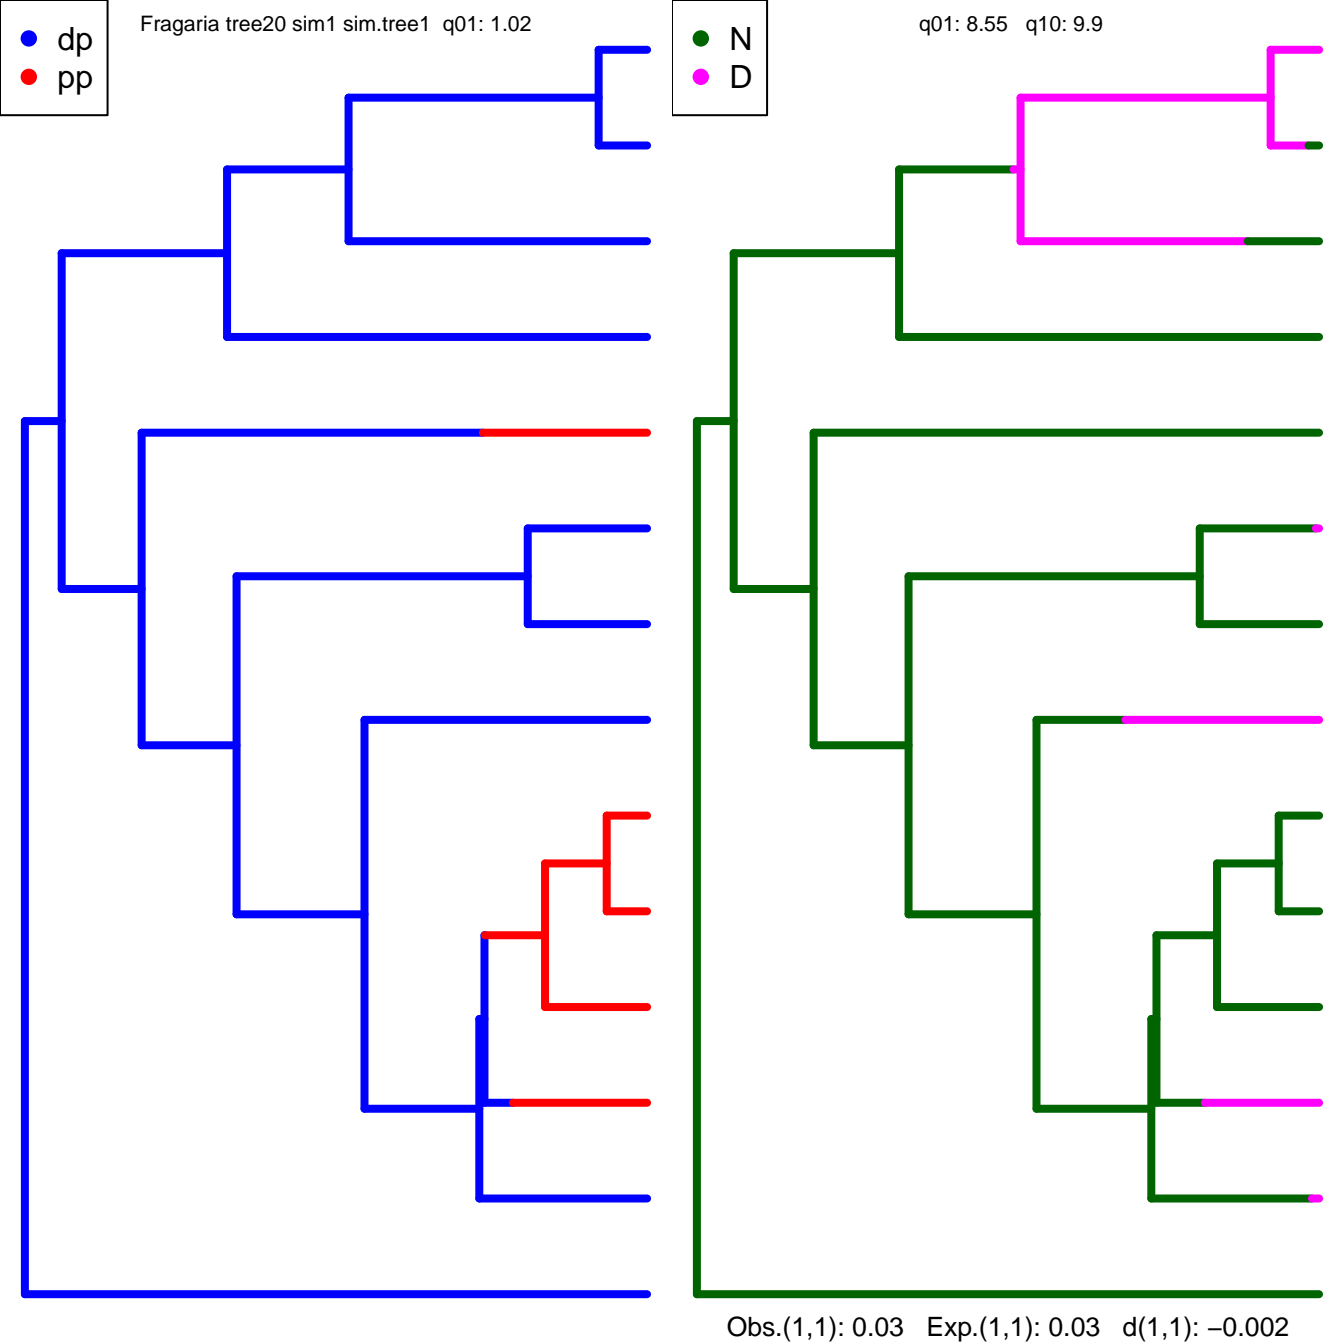 Fragaria tree20 sim1 sim.tree1 q01: 1.02
dp
pp
q01: 8.55 q10: 9.9
N
D
Obs.(1,1): 0.03 Exp.(1,1): 0.03 d(1,1): −0.002